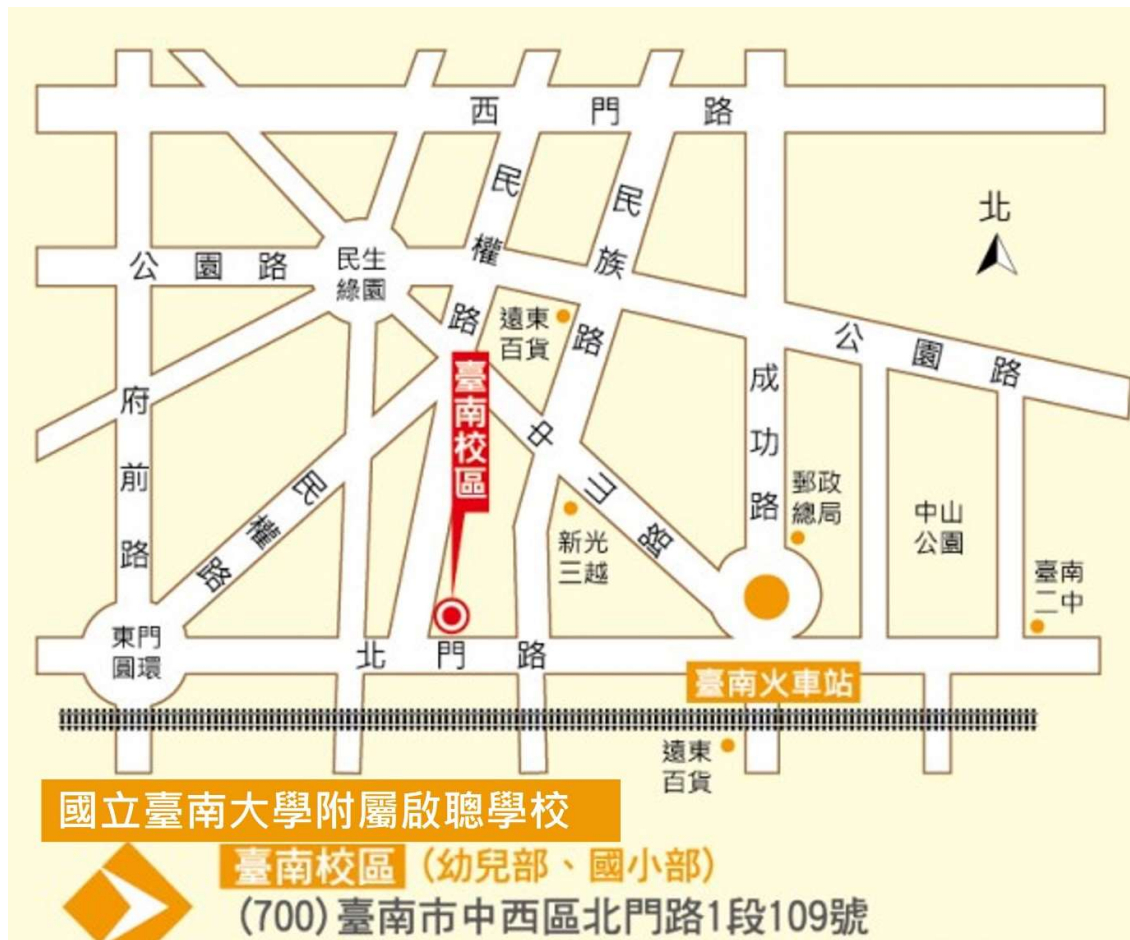 西門路
北
民權路
民族路
公園路
民生
綠園
遠東
百貨
公園路
臺南校區
府前路
成功路
中山路
民權路
郵政
總局
中山
公園
新光
三越
臺南
二中
東門
圓環
北門路
臺南火車站
遠東
百貨
國立臺南大學附屬啟聰學校
臺南校區 (幼兒部、國小部)
(700)臺南市中西區北門路1段109號